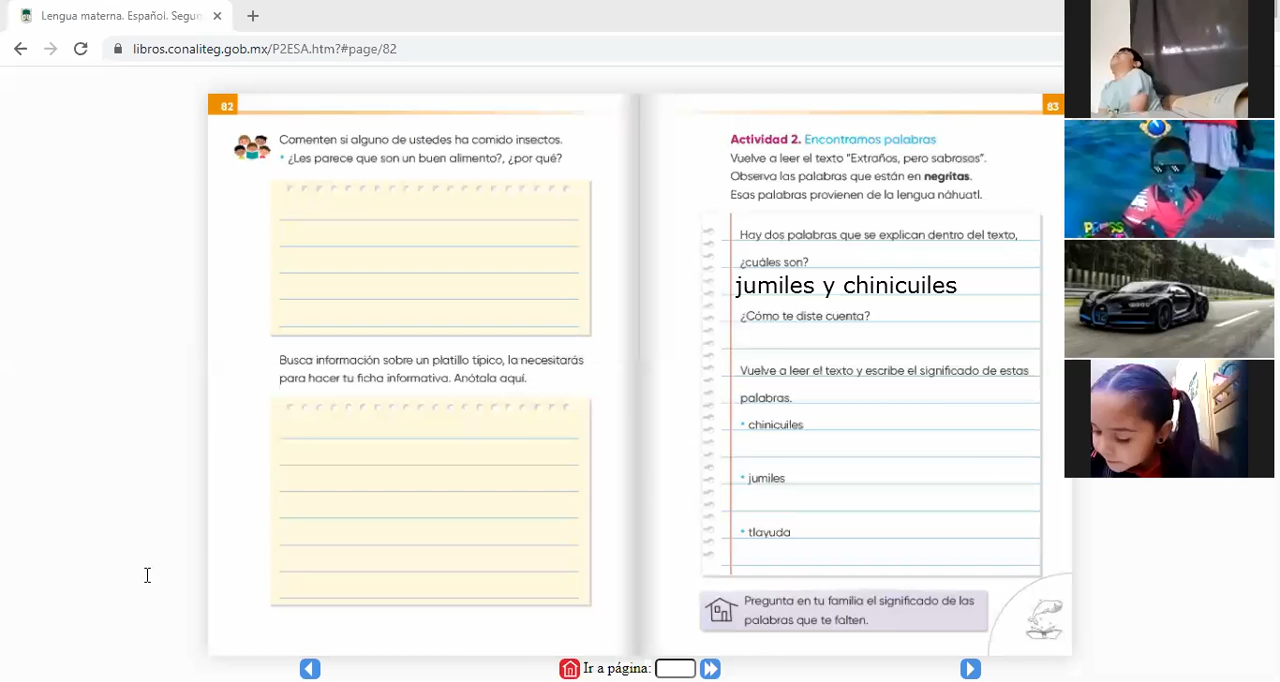 Lengua materna. Español. Segun
libros.conaliteg.gob.mx/P2ESA.htm?#page/82
82
Comenten si alguno de ustedes ha comido insectos.
• ¿Les parece que son un buen alimento?, ¿por qué?
Busca información sobre un platillo típico, la necesitarás
para hacer tu ficha informativa. Anótala aquí.
83
Actividad 2. Encontramos palabras
Vuelve a leer el texto "Extraños, pero sabrosos".
Observa las palabras que están en negritas.
Esas palabras provienen de la lengua náhuatl.
Hay dos palabras que se explican dentro del texto,
¿cuáles son?
jumiles y chinicuiles
¿Cómo te diste cuenta?
Vuelve a leer el texto y escribe el significado de estas
palabras.
• chinicuiles
• jumiles
• tlayuda
Pregunta en tu familia el significado de las
palabras que te falten.
Ir a página: